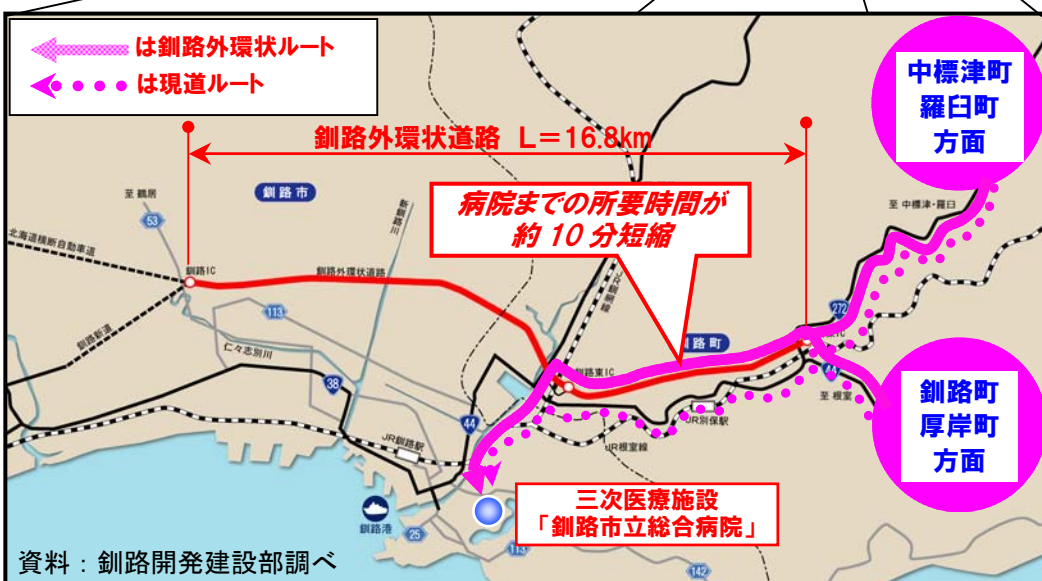 は釧路外環状ルート
は現道ルート
中標津町
羅臼町
方面
釧路外環状道路 L=16.8km
釧路市
至 鶴居
53
新釧路川
病院までの所要時間が
約 10 分短縮
至 中標津・羅臼
北海道横断自動車道
釧路IC
釧路外環状道路
JR釧網線
272
113
釧路新道
仁々志別川
路町
釧路東IC
IC
44
38
至 根室
釧路町
厚岸町
方面
44
JR別保駅
JR釧路駅
JR根室線
三次医療施設
「釧路市立総合病院」
釧路港
25
113
142
資料：釧路開発建設部調べ